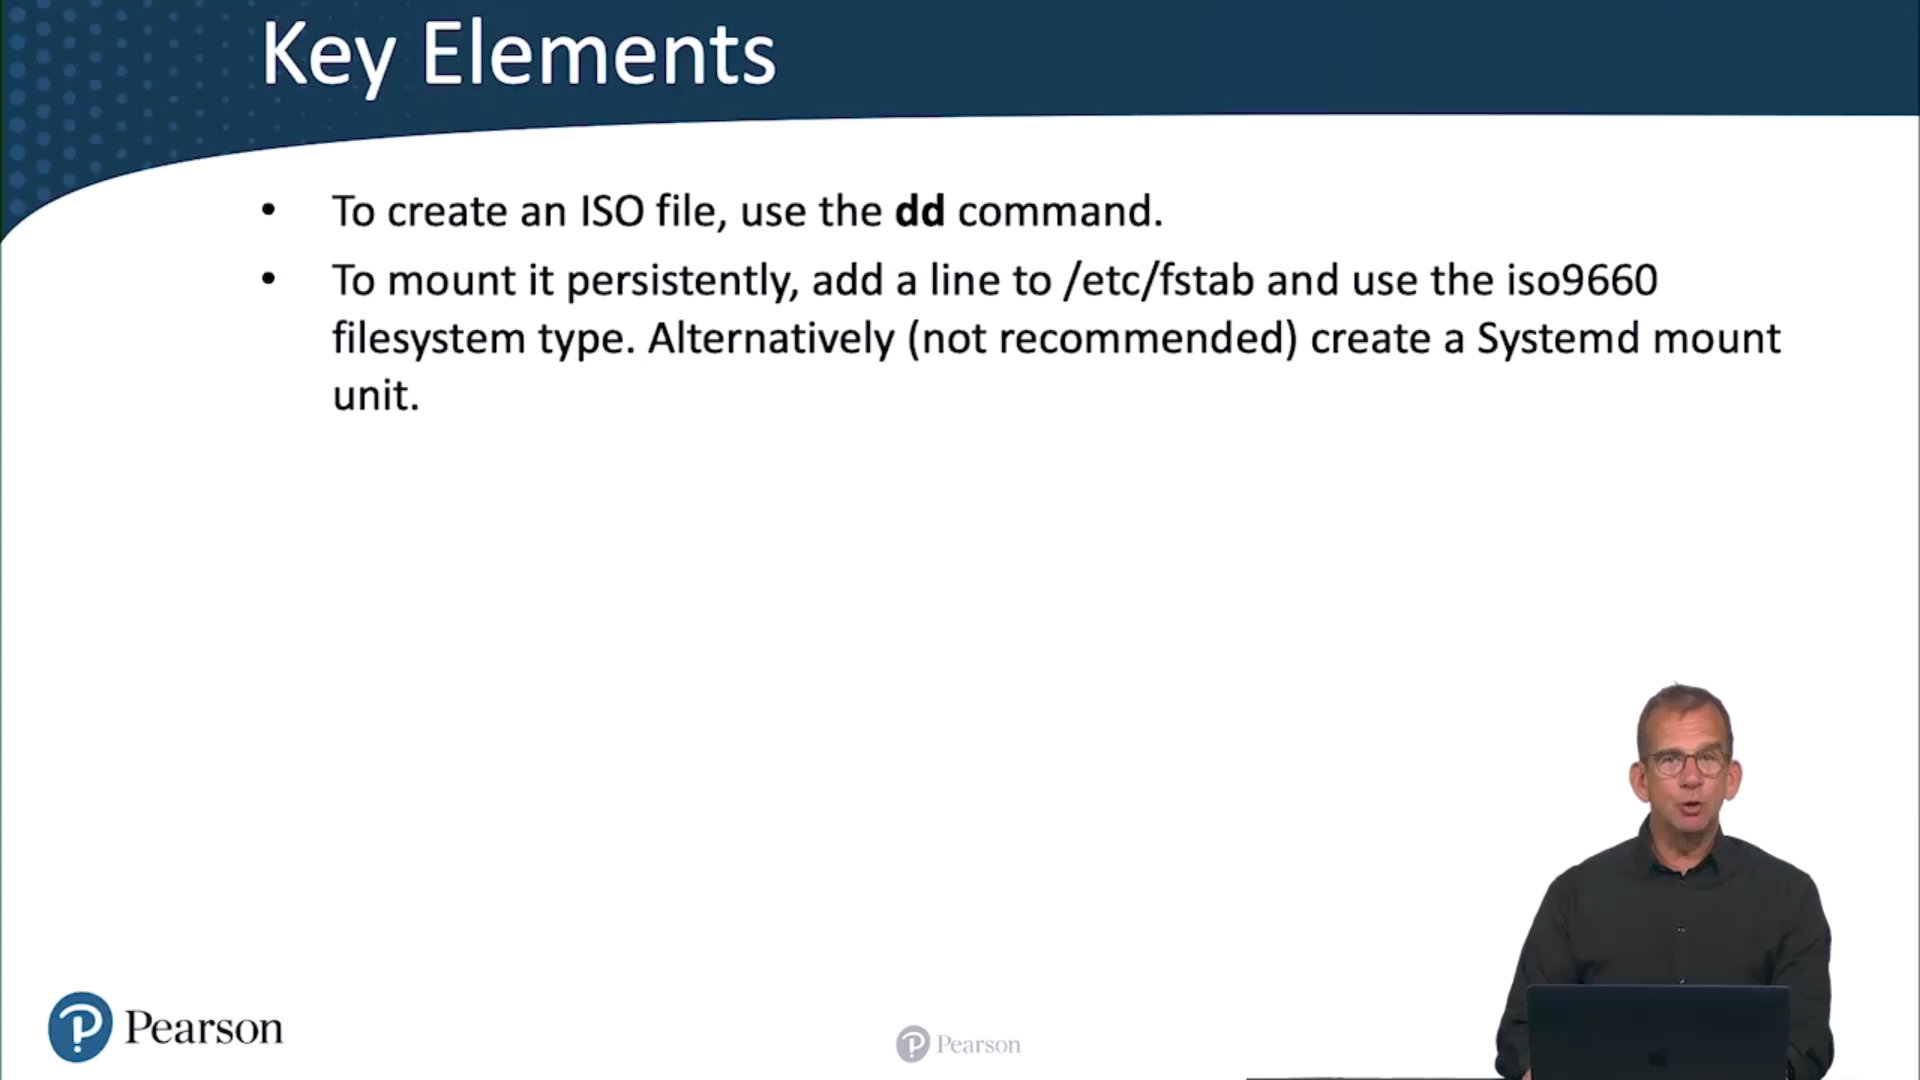 Key Elements
• To create an ISO file, use the dd command.
• To mount it persistently, add a line to /etc/fstab and use the iso9660
filesystem type. Alternatively (not recommended) create a Systemd mount
unit.
Pearson
Pearson